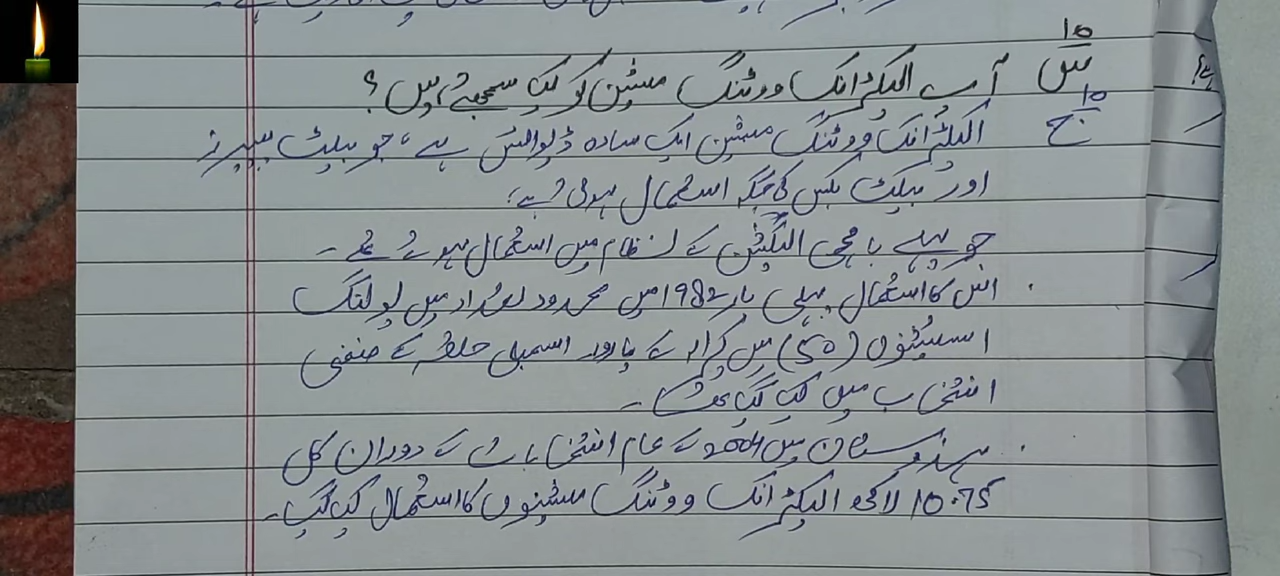 س 10 آپ الیکٹرانک ووٹنگ مشین کو کیا سمجھتے ہیں؟
ج 10 الیکٹرانک ووٹنگ مشین ایک سادہ ڈیوائس ہے، جو بیلٹ پیپرز
اور بیلٹ بکس کی جگہ استعمال ہوتی ہے،
جو پہلے باہمی الیکشن کے نظام میں استعمال ہوتے تھے۔
اس کا استعمال پہلی بار 1982 میں محدود تعداد میں پولنگ
اسٹیشنوں (50) میں کرالہ کے پارور اسمبلی حلقہ کے ضمنی
انتخاب میں کیا گیا تھا۔
ہندوستان میں 2004 کے عام انتخابات کے دوران کل
10.75 لاکھ الیکٹرانک ووٹنگ مشینوں کا استعمال کیا گیا۔